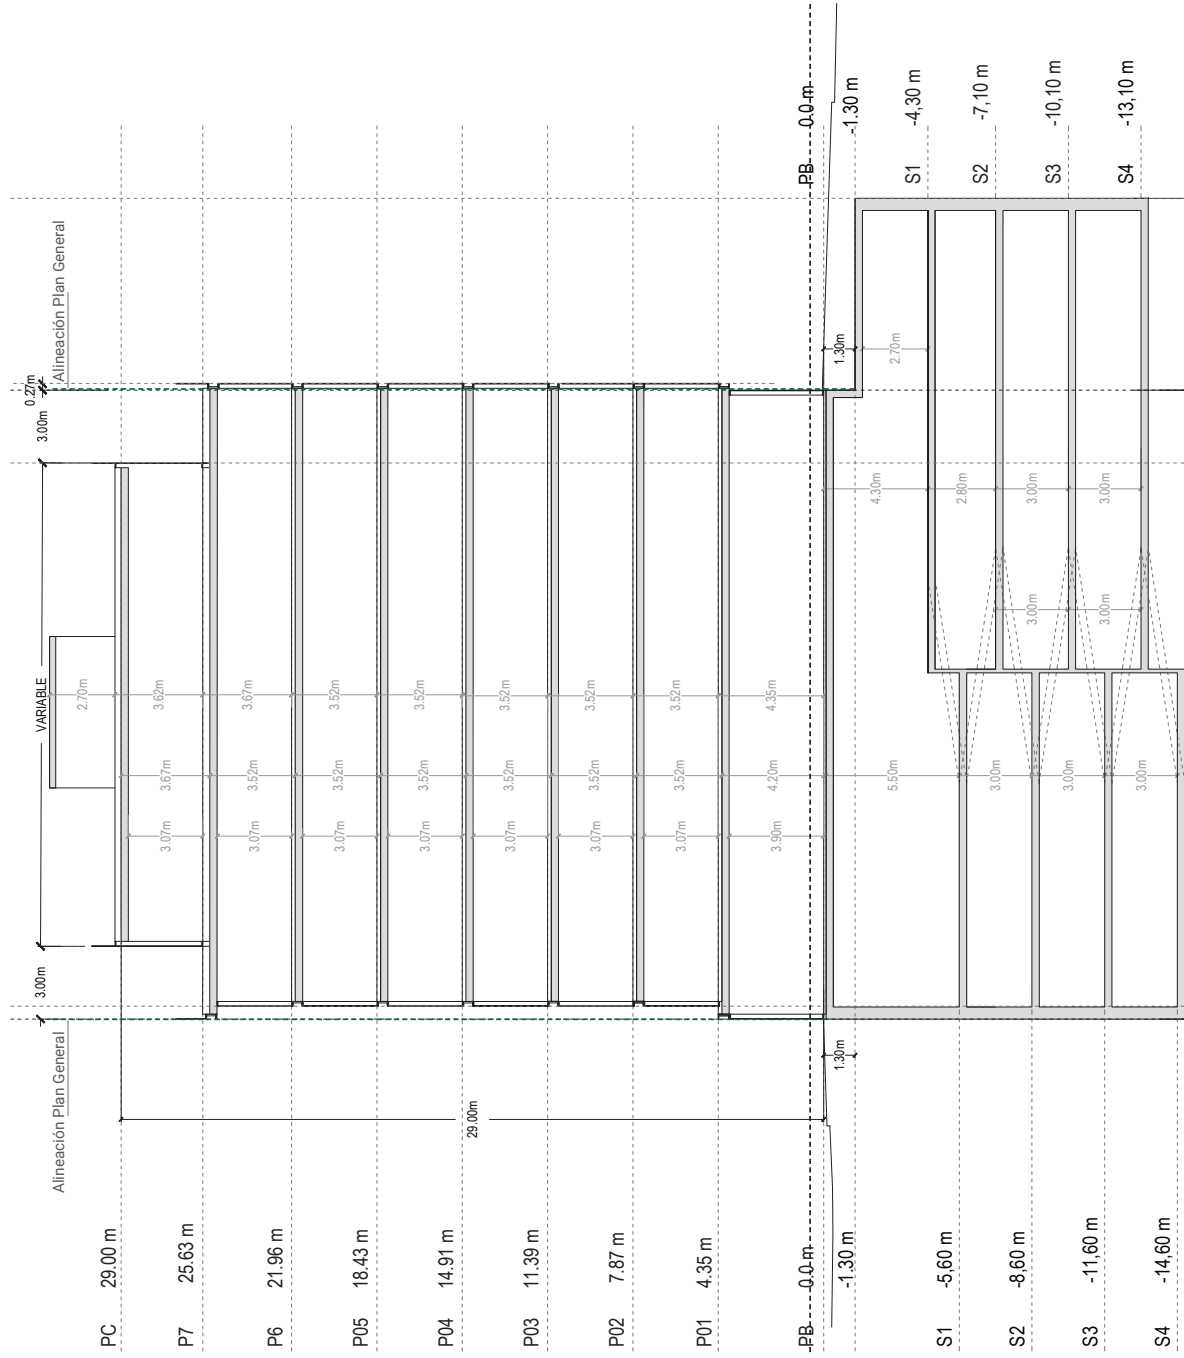 Alineación Plan General
Alineación Plan General
3.00m
VARIABLE
3.00m
0.27m
PC 29.00 m
P7 25.63 m
P6 21.96 m
P05 18.43 m
P04 14.91 m
P03 11.39 m
P02 7.87 m
P01 4.35 m
PB 0.0 m
-1.30 m
S1 -5,60 m
S2 -8,60 m
S3 -11,60 m
S4 -14,60 m
29.00m
1.30m
3.07m
3.07m
3.07m
3.07m
3.07m
3.07m
3.07m
3.90m
3.67m
3.52m
3.52m
3.52m
3.52m
3.52m
3.52m
4.20m
5.50m
3.00m
3.00m
3.00m
2.70m
3.62m
3.67m
3.52m
3.52m
3.52m
3.52m
3.52m
4.35m
3.00m
3.00m
4.30m
2.80m
3.00m
3.00m
1.30m
2.70m
PB 0.0 m
-1.30 m
S1 -4,30 m
S2 -7,10 m
S3 -10,10 m
S4 -13,10 m